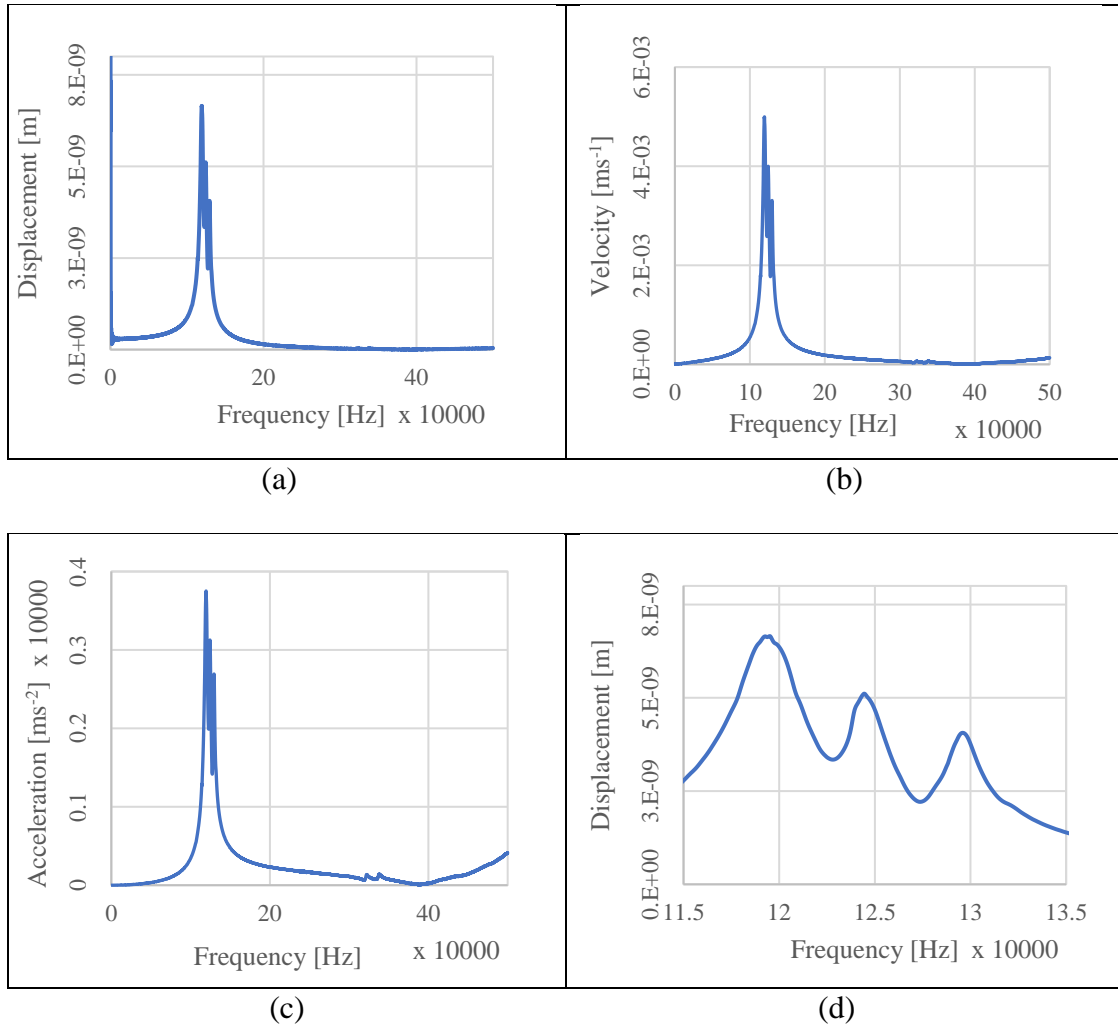 Displacement [m]
8.E-09
5.E-09
3.E-09
0.E+00
0 20 40
Frequency [Hz] x 10000
(a)
Velocity [ms-1]
6.E-03
4.E-03
2.E-03
0.E+00
0 10 20 30 40 50
Frequency [Hz] x 10000
(b)
Acceleration [ms-2] x 10000
0.4
0.3
0.2
0.1
0
0 20 40
Frequency [Hz] x 10000
(c)
Displacement [m]
8.E-09
5.E-09
3.E-09
0.E+00
11.5 12 12.5 13 13.5
Frequency [Hz] x 10000
(d)